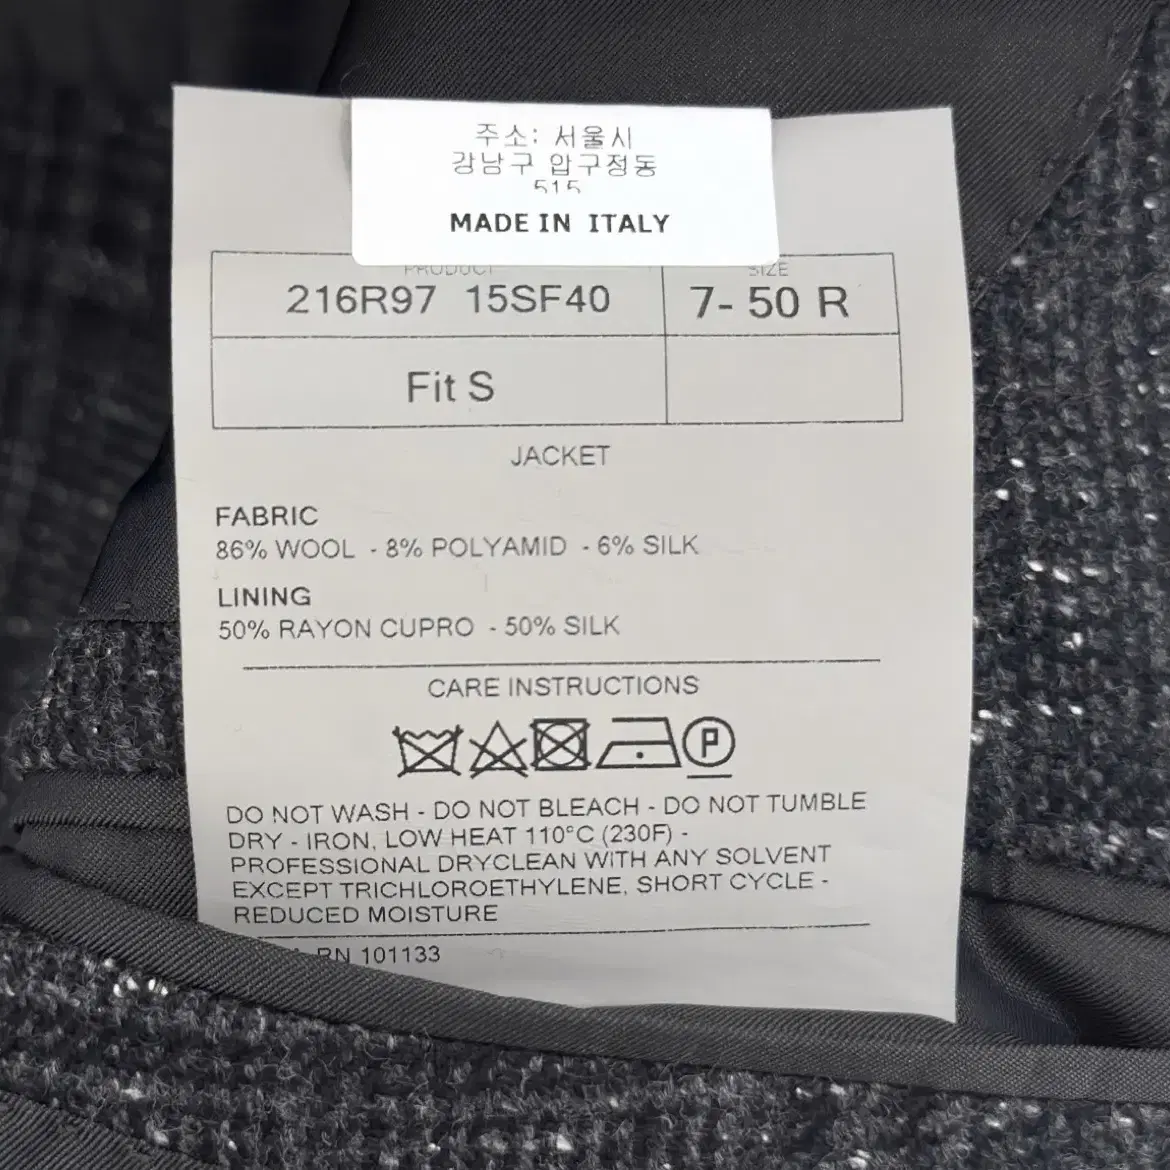 주소: 서울시
강남구 압구정동
515
MADE IN ITALY
PRODUCT SIZE
216R97 15SF40 7- 50 R
Fit S
JACKET
FABRIC
86% WOOL - 8% POLYAMID - 6% SILK
LINING
50% RAYON CUPRO - 50% SILK
CARE INSTRUCTIONS
P
DO NOT WASH - DO NOT BLEACH - DO NOT TUMBLE
DRY - IRON, LOW HEAT 110°C (230F) -
PROFESSIONAL DRYCLEAN WITH ANY SOLVENT
EXCEPT TRICHLOROETHYLENE, SHORT CYCLE -
REDUCED MOISTURE
RN 101133